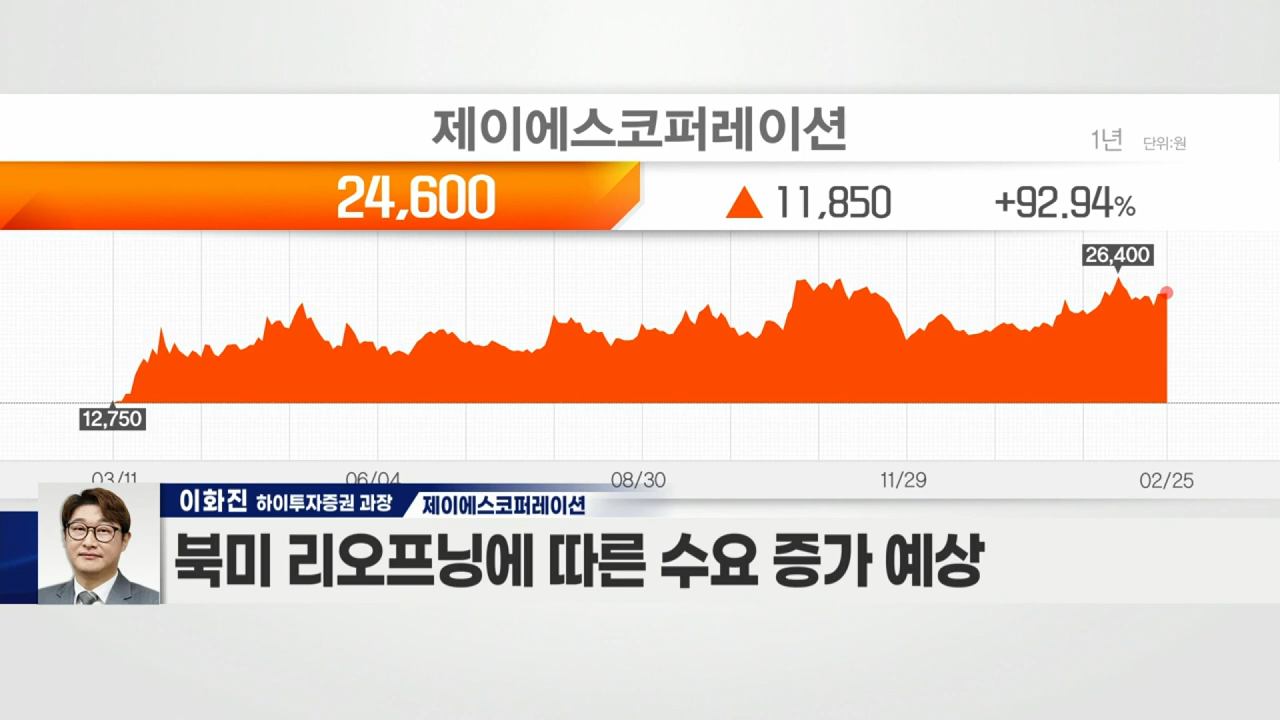 제이에스코퍼레이션
1년 단위:원
24,600 ▲ 11,850 +92.94%
26,400
12,750
03/11 06/04 08/30 11/29 02/25
이화진 하이투자증권 과장 제이에스코퍼레이션
북미 리오프닝에 따른 수요 증가 예상